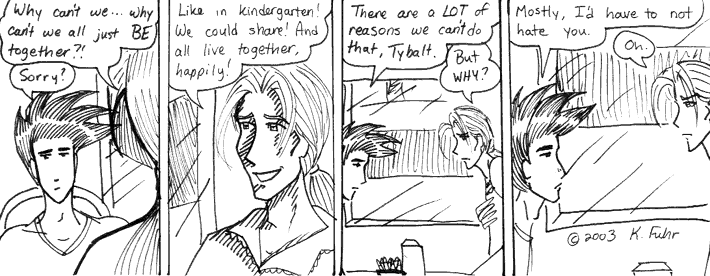 Why can't we... why
can't we all just BE
together?!
Sorry?
Like in kindergarten!
We could share! And
all live together,
happily!
There are a LOT of
reasons we can't do
that, Tybalt.
But
WHY?
Mostly, I'd have to not
hate you.
Oh.
© 2003 K. Fuhr